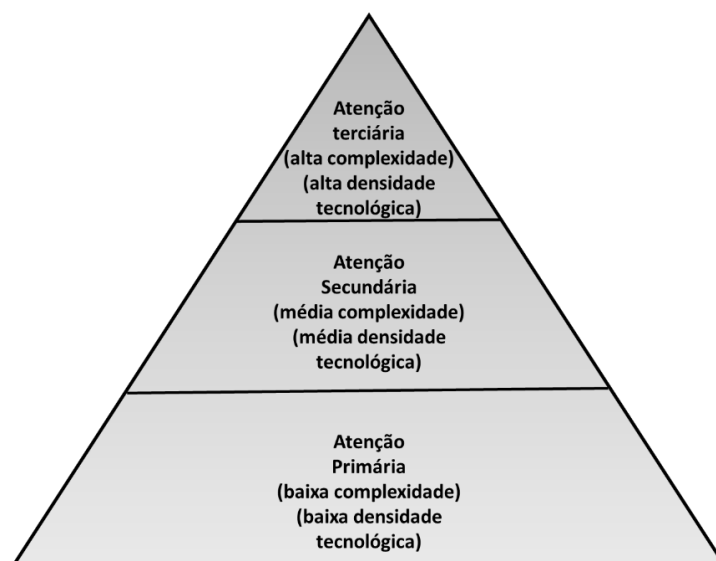 Atenção
terciária
(alta complexidade)
(alta densidade
tecnológica)
Atenção
Secundária
(média complexidade)
(média densidade
tecnológica)
Atenção
Primária
(baixa complexidade)
(baixa densidade
tecnológica)